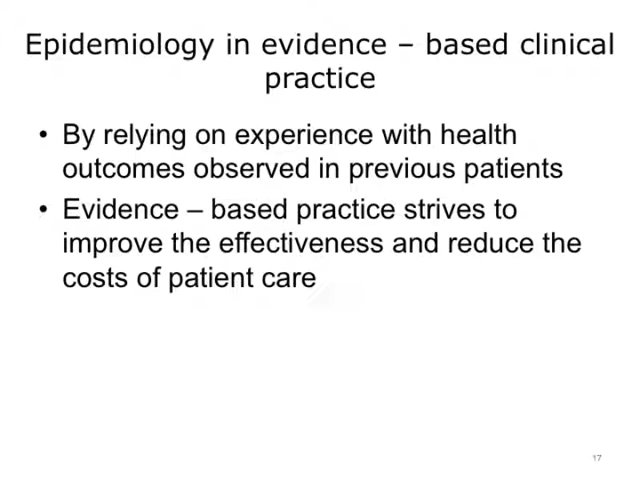 Epidemiology in evidence – based clinical
practice
• By relying on experience with health
outcomes observed in previous patients
• Evidence – based practice strives to
improve the effectiveness and reduce the
costs of patient care
17